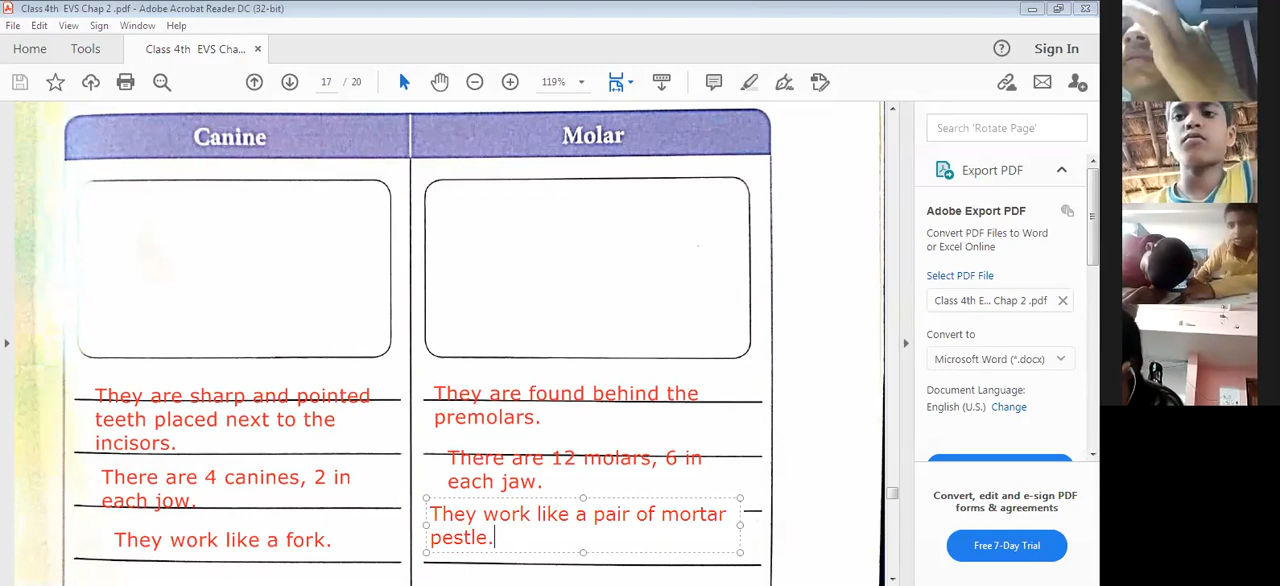 Class 4th EVS Chap 2 .pdf - Adobe Acrobat Reader DC (32-bit)
File Edit View Sign Window Help
Home Tools Class 4th EVS Cha... × Sign In
17 / 20 119%
Canine Molar
Search 'Rotate Page'
Export PDF
Adobe Export PDF
Convert PDF Files to Word
or Excel Online
Select PDF File
Class 4th E... Chap 2 .pdf
Convert to
Microsoft Word (*.docx)
Document Language:
English (U.S.) Change
Convert, edit and e-sign PDF
forms & agreements
Free 7-Day Trial
They are sharp and pointed
teeth placed next to the
incisors.
There are 4 canines, 2 in
each jow.
They work like a fork.
They are found behind the
premolars.
There are 12 molars, 6 in
each jaw.
They work like a pair of mortar
pestle.